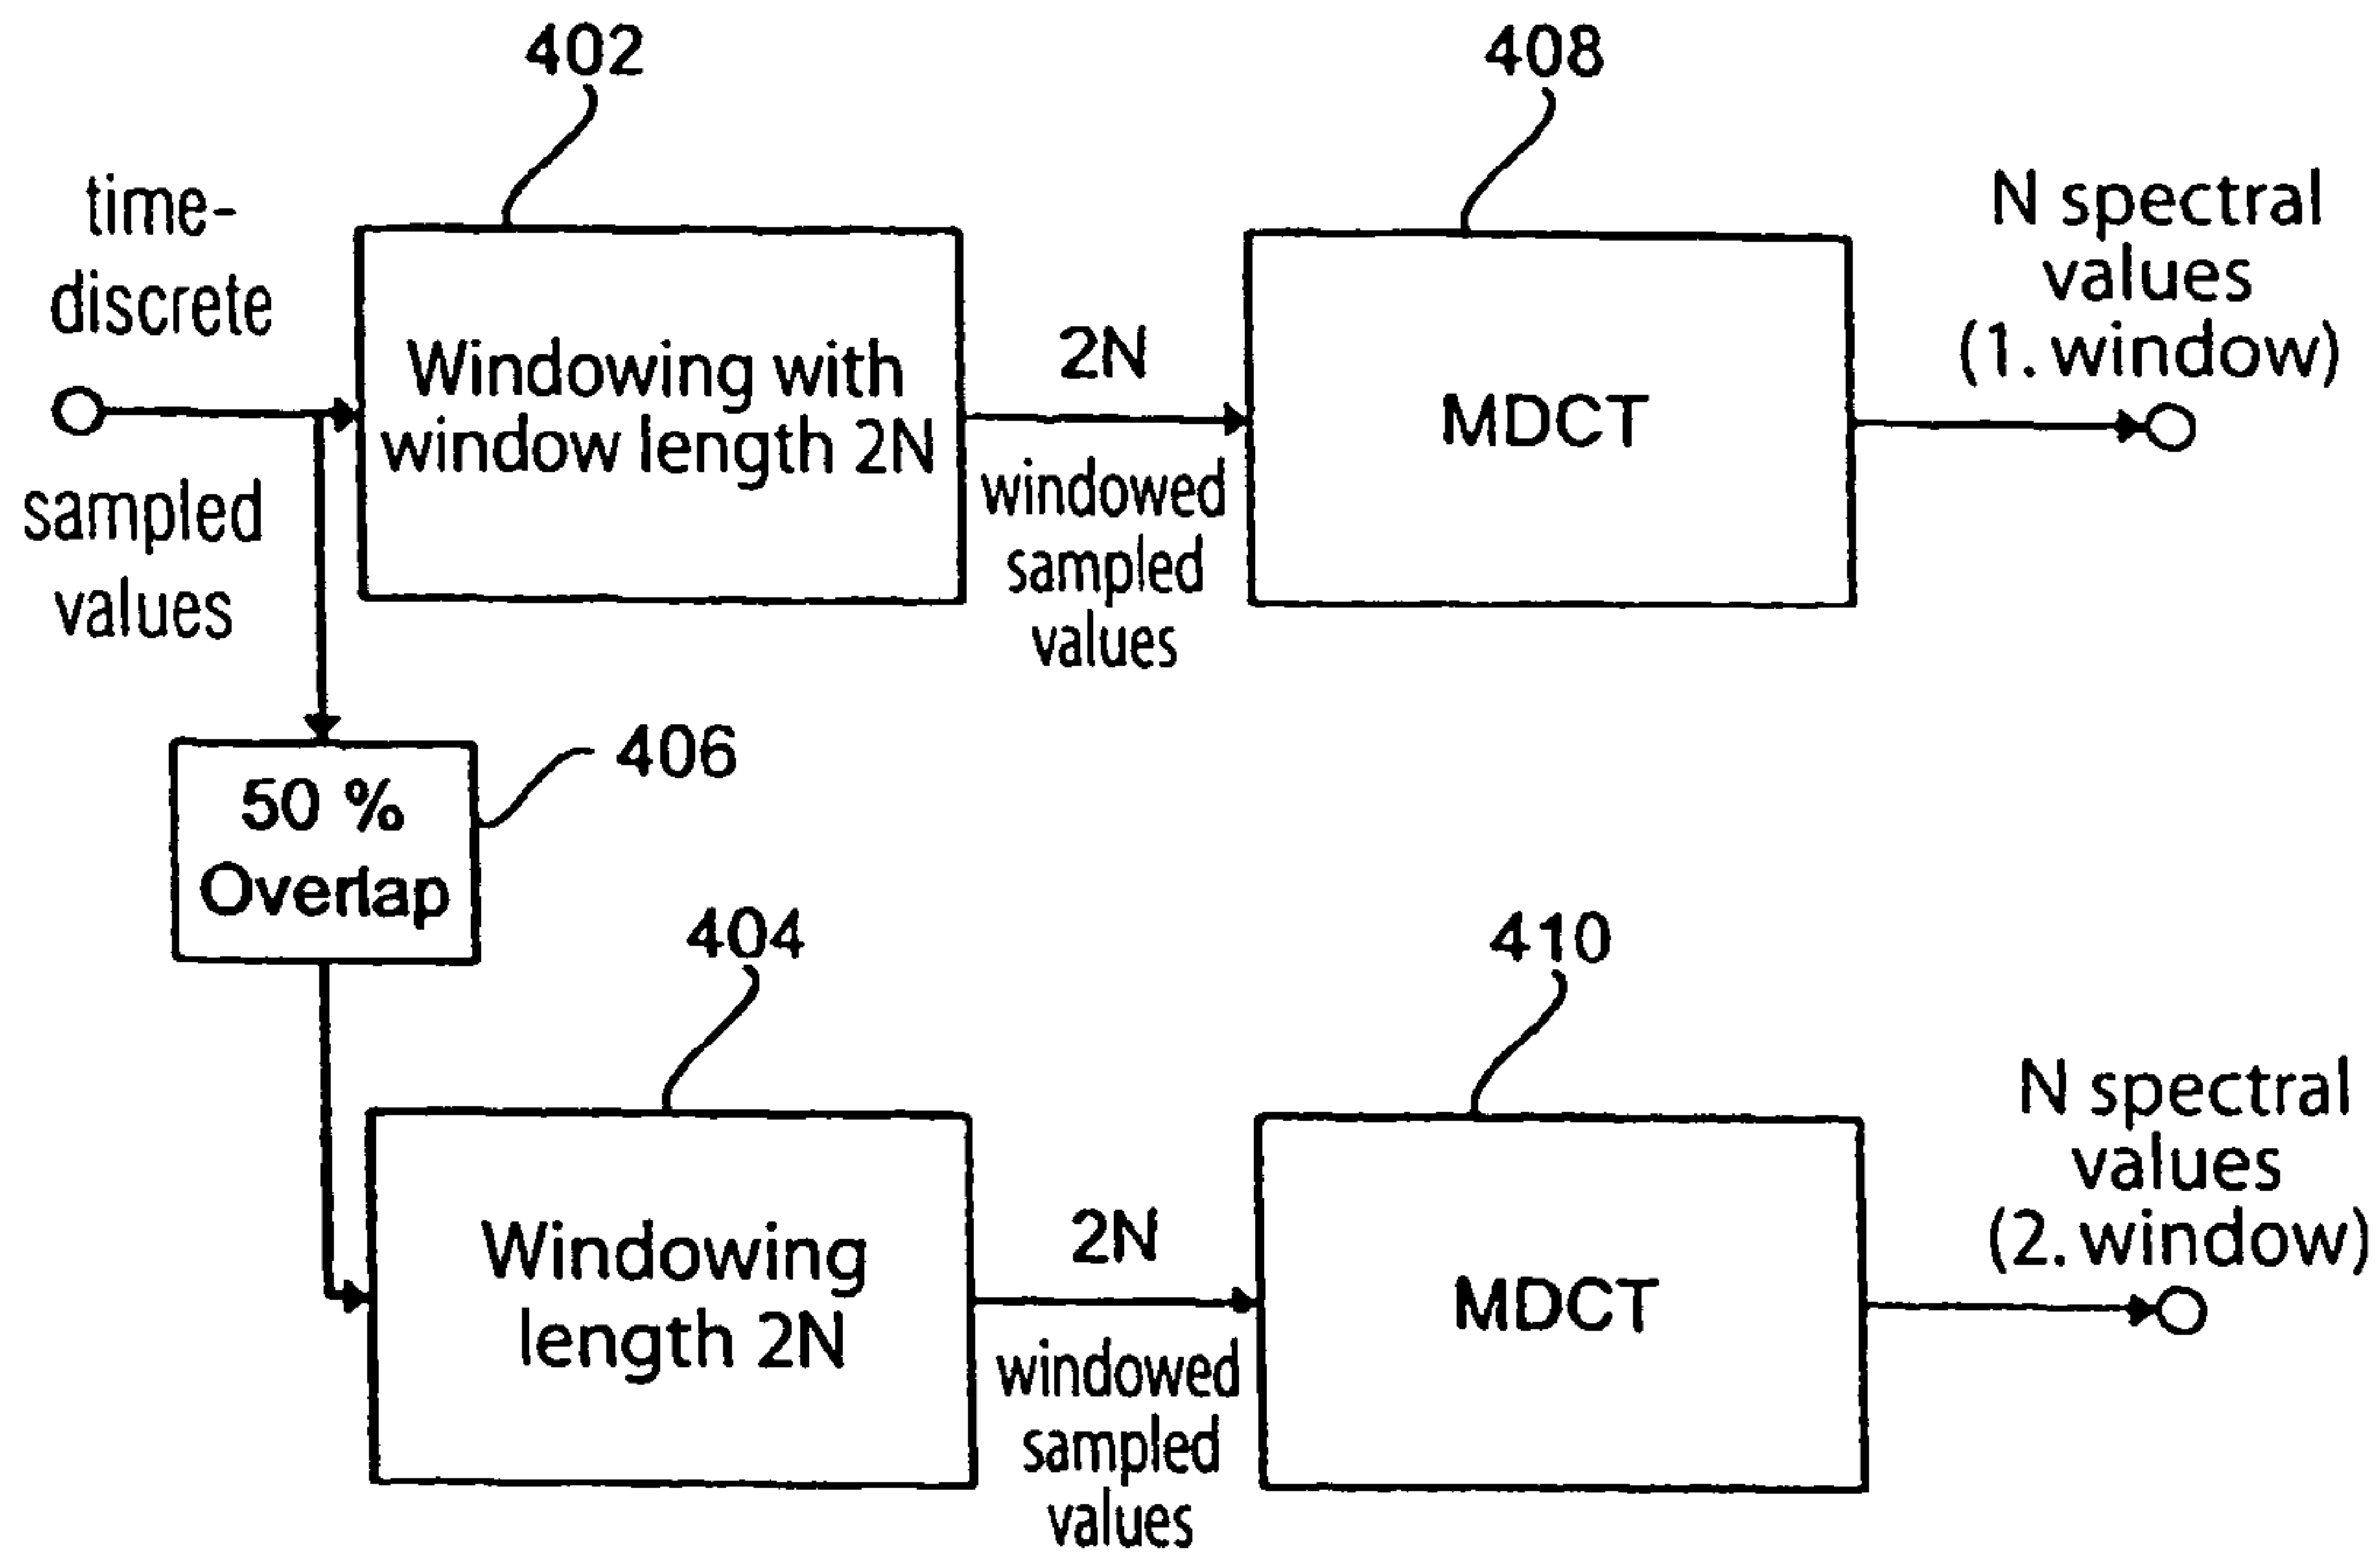 402
408
time-
discrete
sampled
values
Windowing with
window length 2N
2N
windowed
sampled
values
MDCT
N spectral
values
(1. window)
50 %
Overlap
406
404
410
Windowing
length 2N
2N
windowed
sampled
values
MDCT
N spectral
values
(2. window)